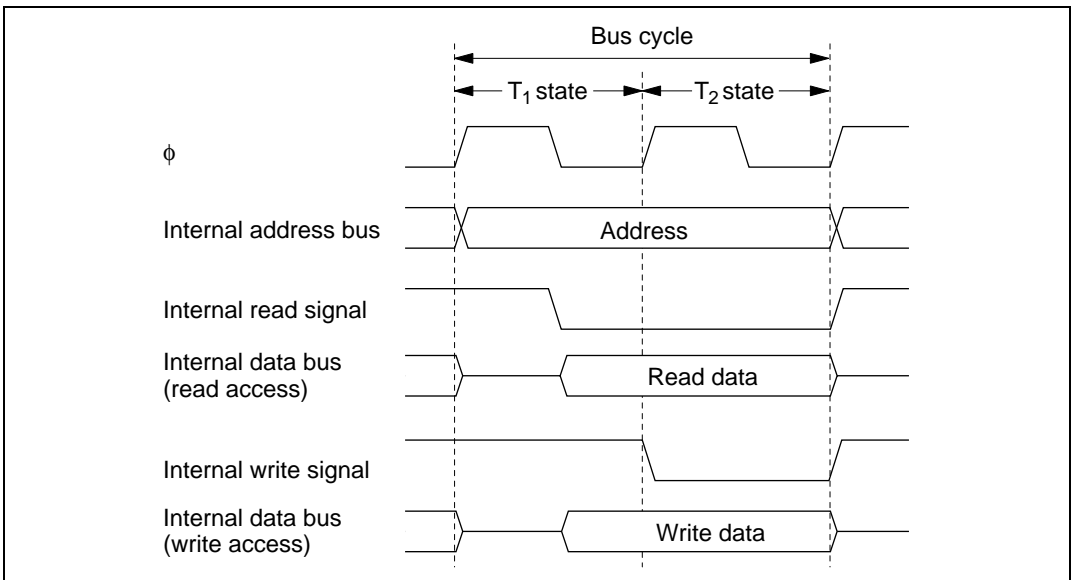 Bus cycle
T1 state T2 state
φ
Internal address bus Address
Internal read signal
Internal data bus
(read access) Read data
Internal write signal
Internal data bus
(write access) Write data